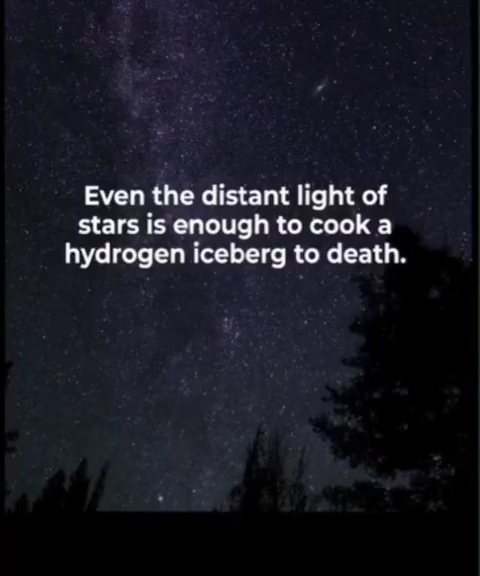 Even the distant light of
stars is enough to cook a
hydrogen iceberg to death.